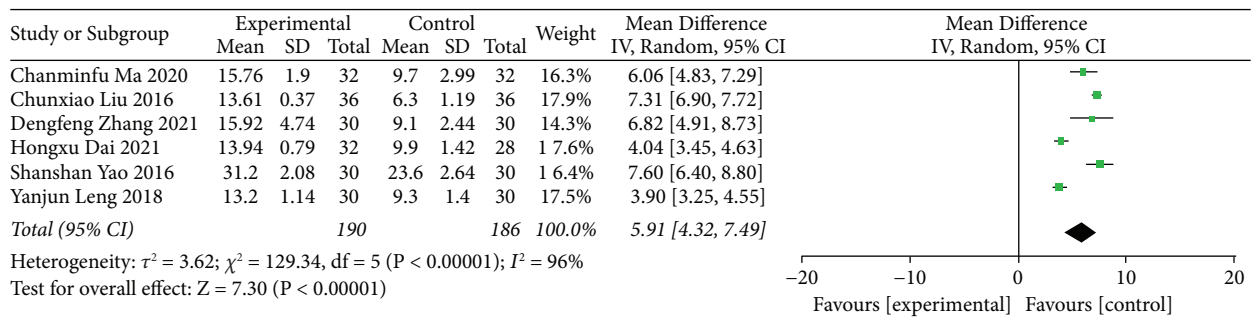 Study or Subgroup Experimental Control Weight Mean Difference Mean Difference
Mean SD Total Mean SD Total IV, Random, 95% CI IV, Random, 95% CI
Chanminfu Ma 2020 15.76 1.9 32 9.7 2.99 32 16.3% 6.06 [4.83, 7.29]
Chunxiao Liu 2016 13.61 0.37 36 6.3 1.19 36 17.9% 7.31 [6.90, 7.72]
Dengfeng Zhang 2021 15.92 4.74 30 9.1 2.44 30 14.3% 6.82 [4.91, 8.73]
Hongxu Dai 2021 13.94 0.79 32 9.9 1.42 28 1 7.6% 4.04 [3.45, 4.63]
Shanshan Yao 2016 31.2 2.08 30 23.6 2.64 30 1 6.4% 7.60 [6.40, 8.80]
Yanjun Leng 2018 13.2 1.14 30 9.3 1.4 30 17.5% 3.90 [3.25, 4.55]
Total (95% CI) 190 186 100.0% 5.91 [4.32, 7.49]
Heterogeneity: τ² = 3.62; χ² = 129.34, df = 5 (P < 0.00001); I² = 96%
Test for overall effect: Z = 7.30 (P < 0.00001)
−20 −10 0 10 20
Favours [experimental] Favours [control]